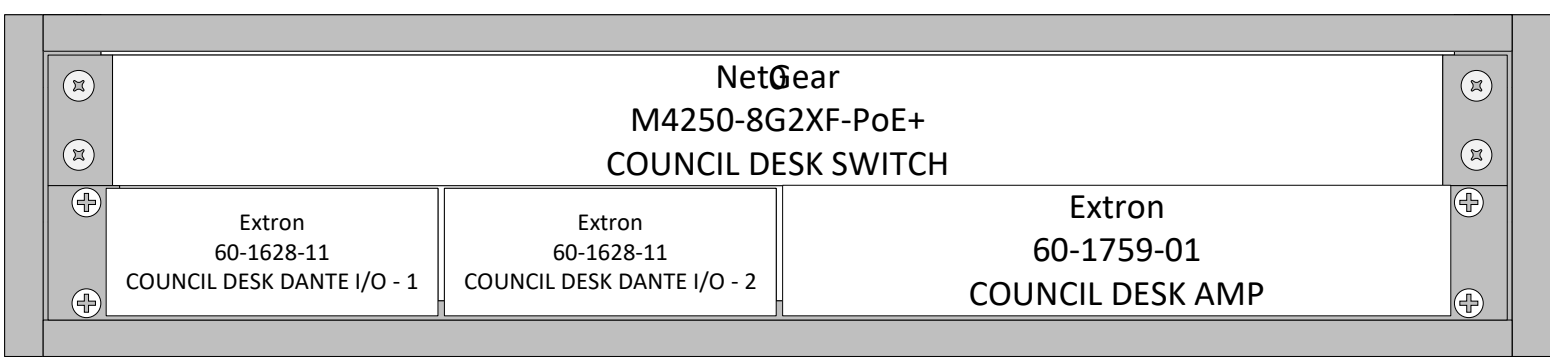 NetGear
M4250-8G2XF-PoE+
COUNCIL DESK SWITCH
Extron
60-1628-11
COUNCIL DESK DANTE I/O - 1
Extron
60-1628-11
COUNCIL DESK DANTE I/O - 2
Extron
60-1759-01
COUNCIL DESK AMP